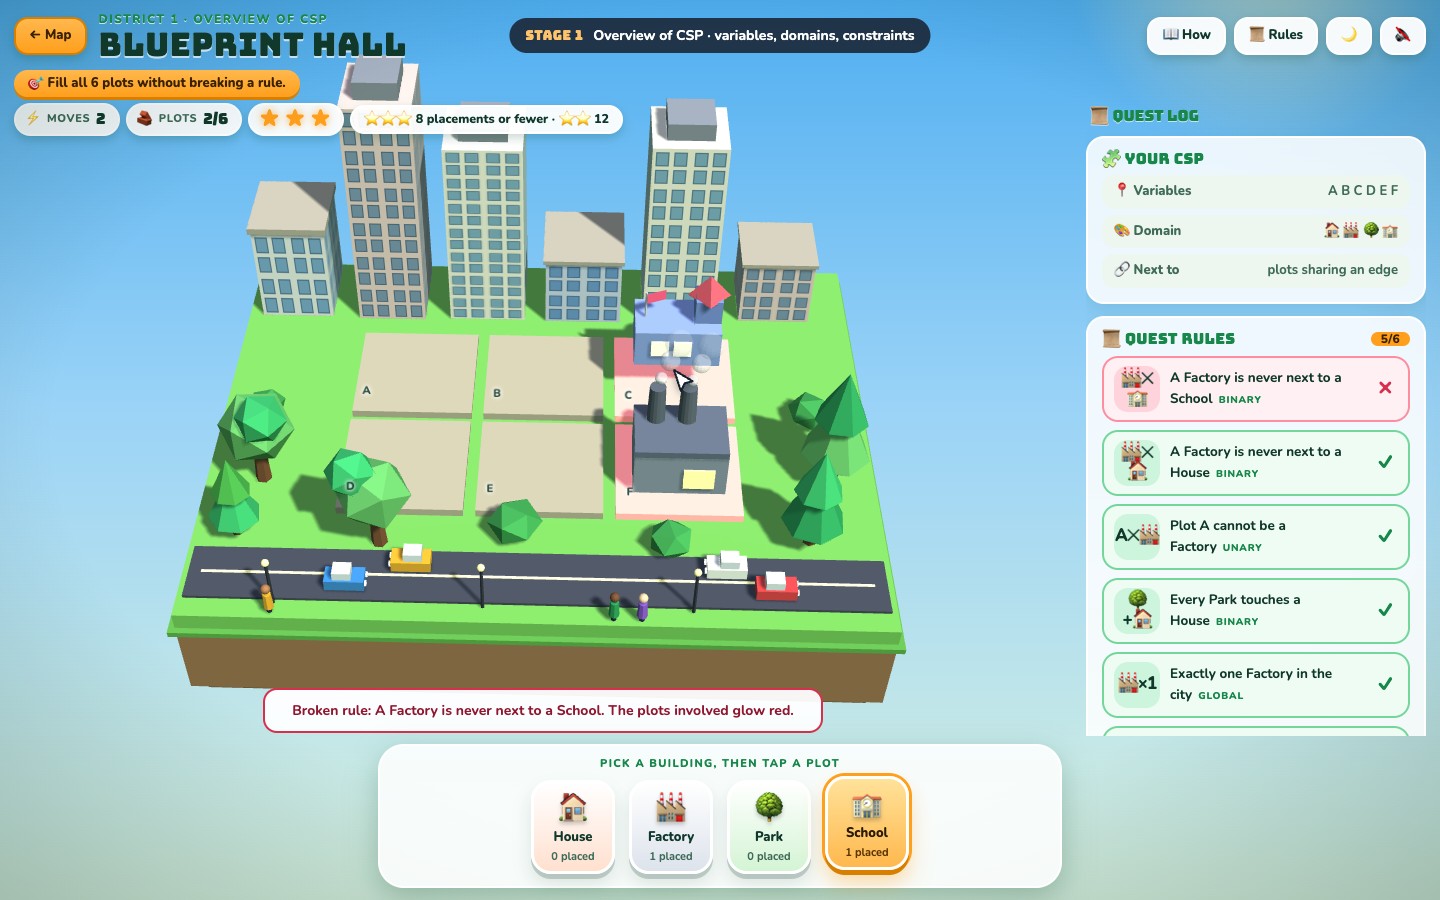 ← Map
DISTRICT 1 · OVERVIEW OF CSP
BLUEPRINT HALL
STAGE 1 Overview of CSP · variables, domains, constraints
How
Rules
Fill all 6 plots without breaking a rule.
MOVES 2
PLOTS 2/6
8 placements or fewer · 12
QUEST LOG
YOUR CSP
Variables A B C D E F
Domain
Next to plots sharing an edge
QUEST RULES 5/6
A Factory is never next to a
School BINARY
A Factory is never next to a
House BINARY
A× Plot A cannot be a
Factory UNARY
Every Park touches a
+ House BINARY
×1 Exactly one Factory in the
city GLOBAL
A
B
C
D
E
F
Broken rule: A Factory is never next to a School. The plots involved glow red.
PICK A BUILDING, THEN TAP A PLOT
House
0 placed
Factory
1 placed
Park
0 placed
School
1 placed